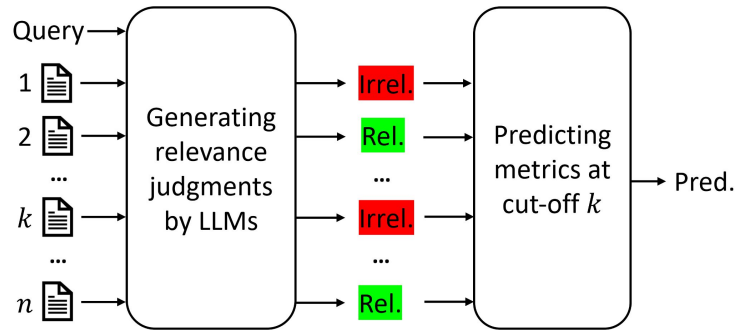 Query
1
Irrel.
2
Rel.
...
...
k
Irrel.
...
...
n
Rel.
Generating
relevance
judgments
by LLMs
Predicting
metrics at
cut-off k
Pred.